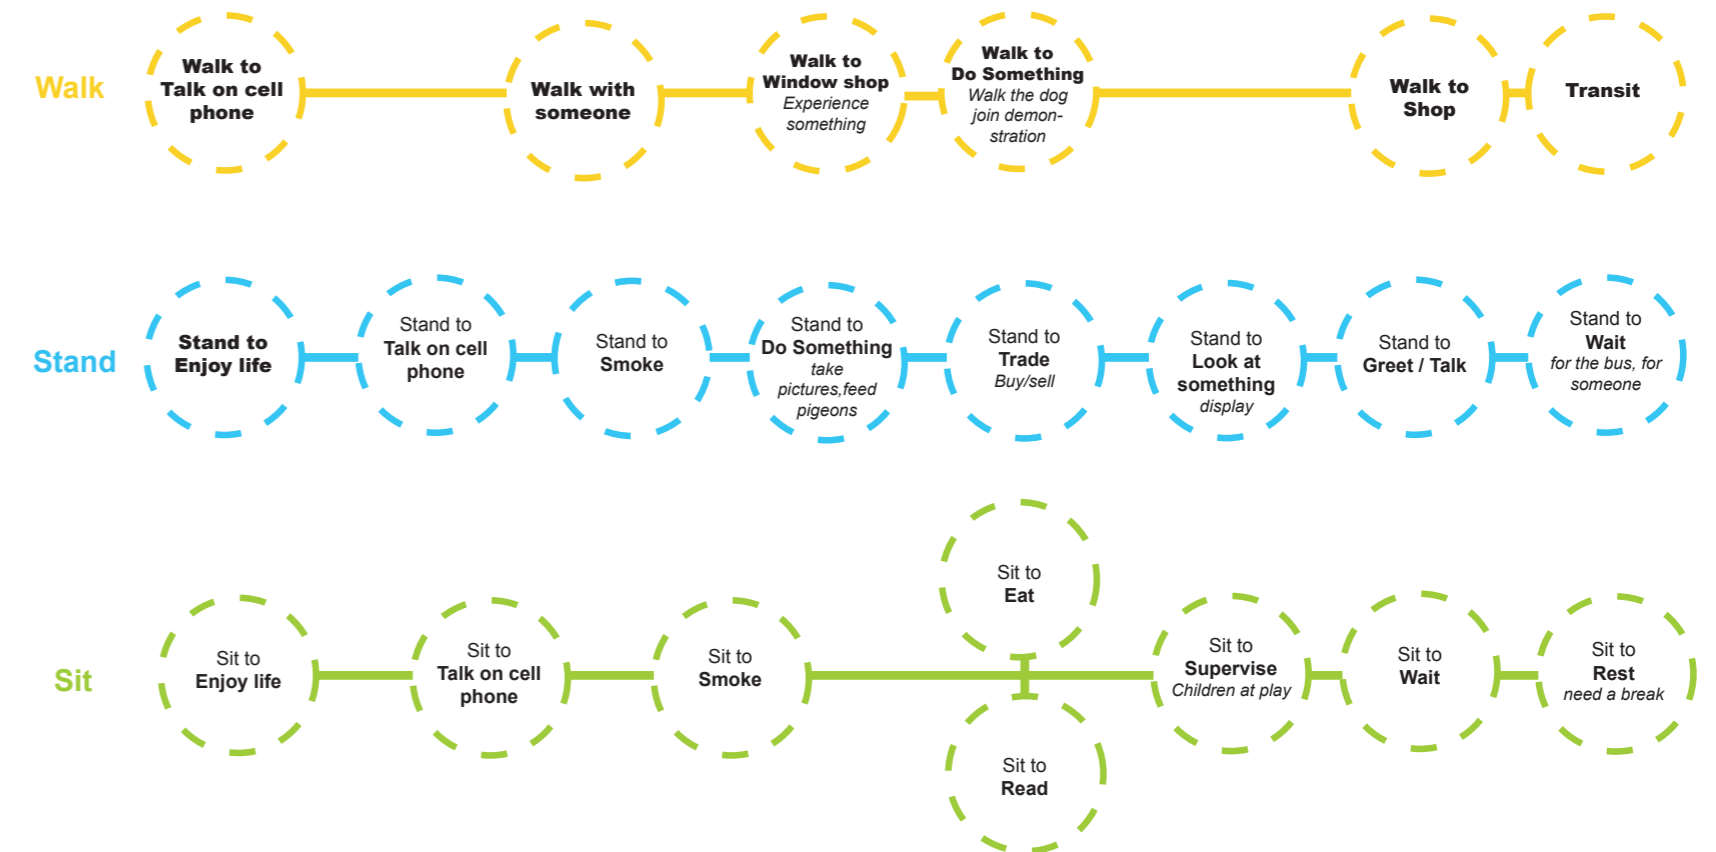 Walk
Walk to
Talk on cell
phone
Walk with
someone
Walk to
Window shop
Experience
something
Walk to
Do Something
Walk the dog
join demon-
stration
Walk to
Shop
Transit
Stand
Stand to
Enjoy life
Stand to
Talk on cell
phone
Stand to
Smoke
Stand to
Do Something
take
pictures,feed
pigeons
Stand to
Trade
Buy/sell
Stand to
Look at
something
display
Stand to
Greet / Talk
Stand to
Wait
for the bus, for
someone
Sit
Sit to
Enjoy life
Sit to
Talk on cell
phone
Sit to
Smoke
Sit to
Eat
Sit to
Read
Sit to
Supervise
Children at play
Sit to
Wait
Sit to
Rest
need a break